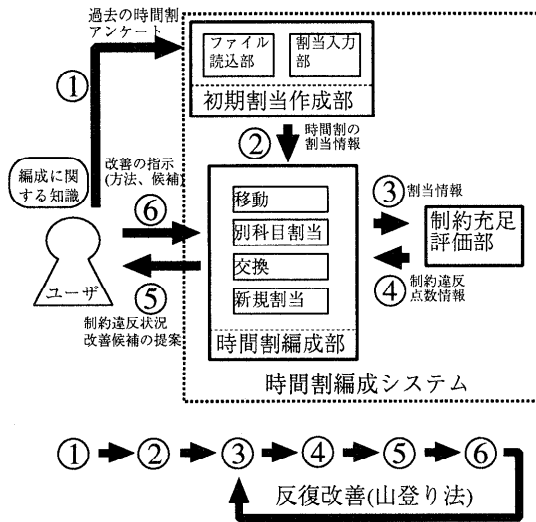 過去の時間割
アンケート
①
ファイル
読込部
割当入力
部
初期割当作成部
②
時間割の
割当情報
編成に関
する知識
改善の指示
(方法、候補)
⑥
ユーザ
⑤
制約違反状況
改善候補の提案
移動
別科目割当
交換
新規割当
時間割編成部
③
割当情報
制約充足
評価部
④
制約違反
点数情報
時間割編成システム
① ② ③ ④ ⑤ ⑥
反復改善(山登り法)